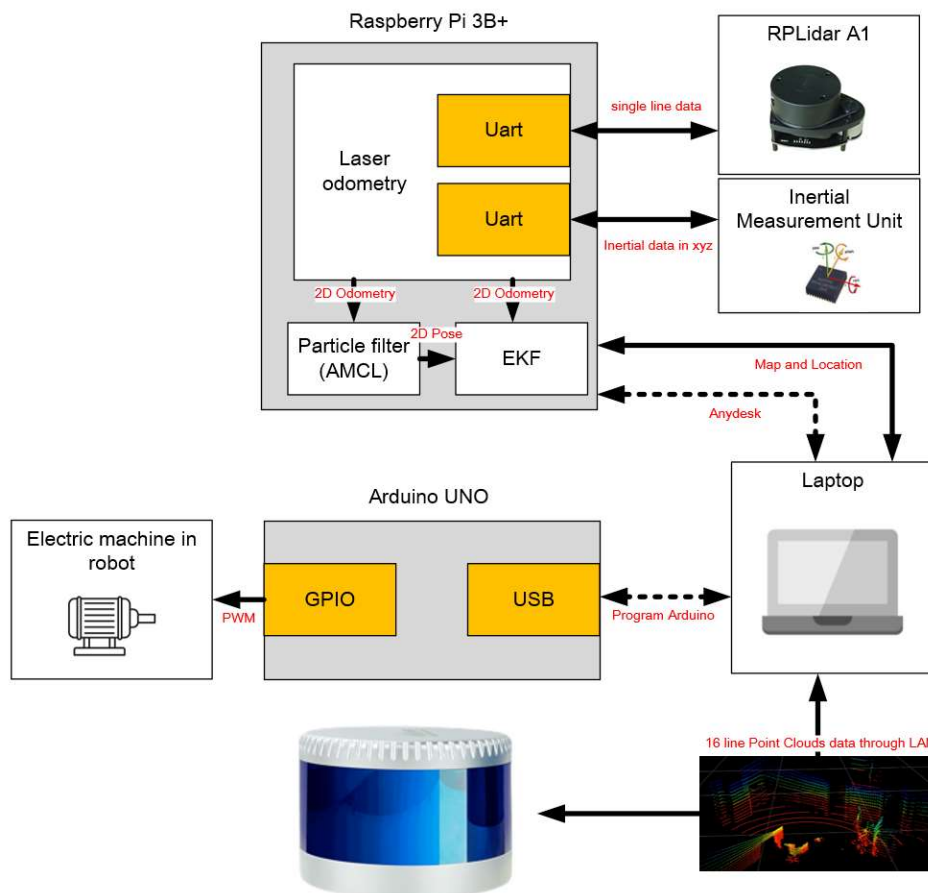 Raspberry Pi 3B+
RPLidar A1
single line data
Uart
Laser
odometry
Uart
Inertial
Measurement Unit
Inertial data in xyz
2D Odometry
2D Odometry
2D Pose
Particle filter
(AMCL)
EKF
Map and Location
Anydesk
Laptop
Arduino UNO
Electric machine in
robot
GPIO
USB
PWM
Program Arduino
16 line Point Clouds data through LAN